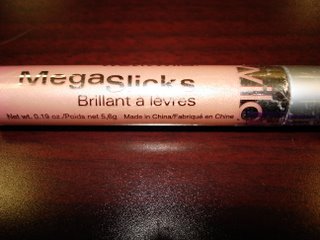 MegaSlicks
Brillant à lèvres
Net wt. 0.19 oz./Poids net 5,6g Made in China/Fabriqué en Chine